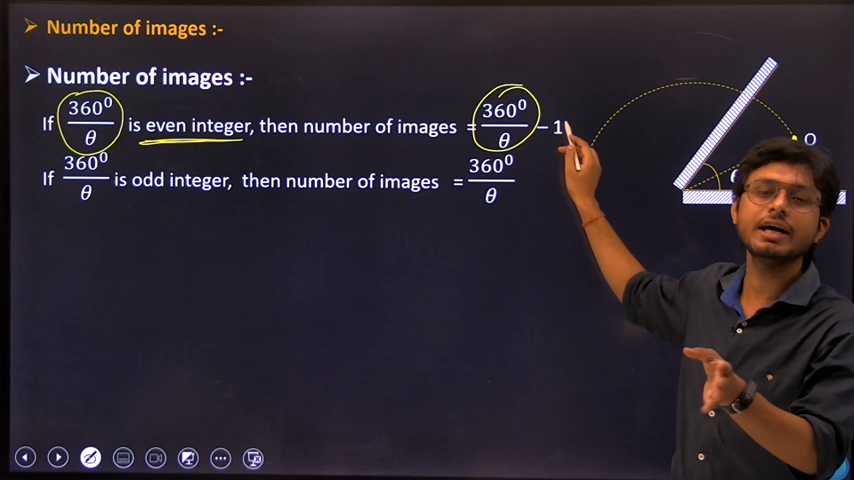 ➤ Number of images :-
➤ Number of images :-
If 360⁰/θ is even integer, then number of images = 360⁰/θ − 1
If 360⁰/θ is odd integer, then number of images = 360⁰/θ
O
θ